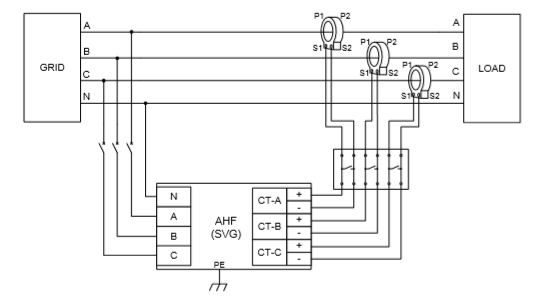 A
P1 P2
A
B
S1 S2
P1 P2
B
GRID
C
S1 S2
P1 P2
C
LOAD
N
S1 S2
N
N
A
B
C
AHF
(SVG)
PE
CT-A
+
-
CT-B
+
-
CT-C
+
-